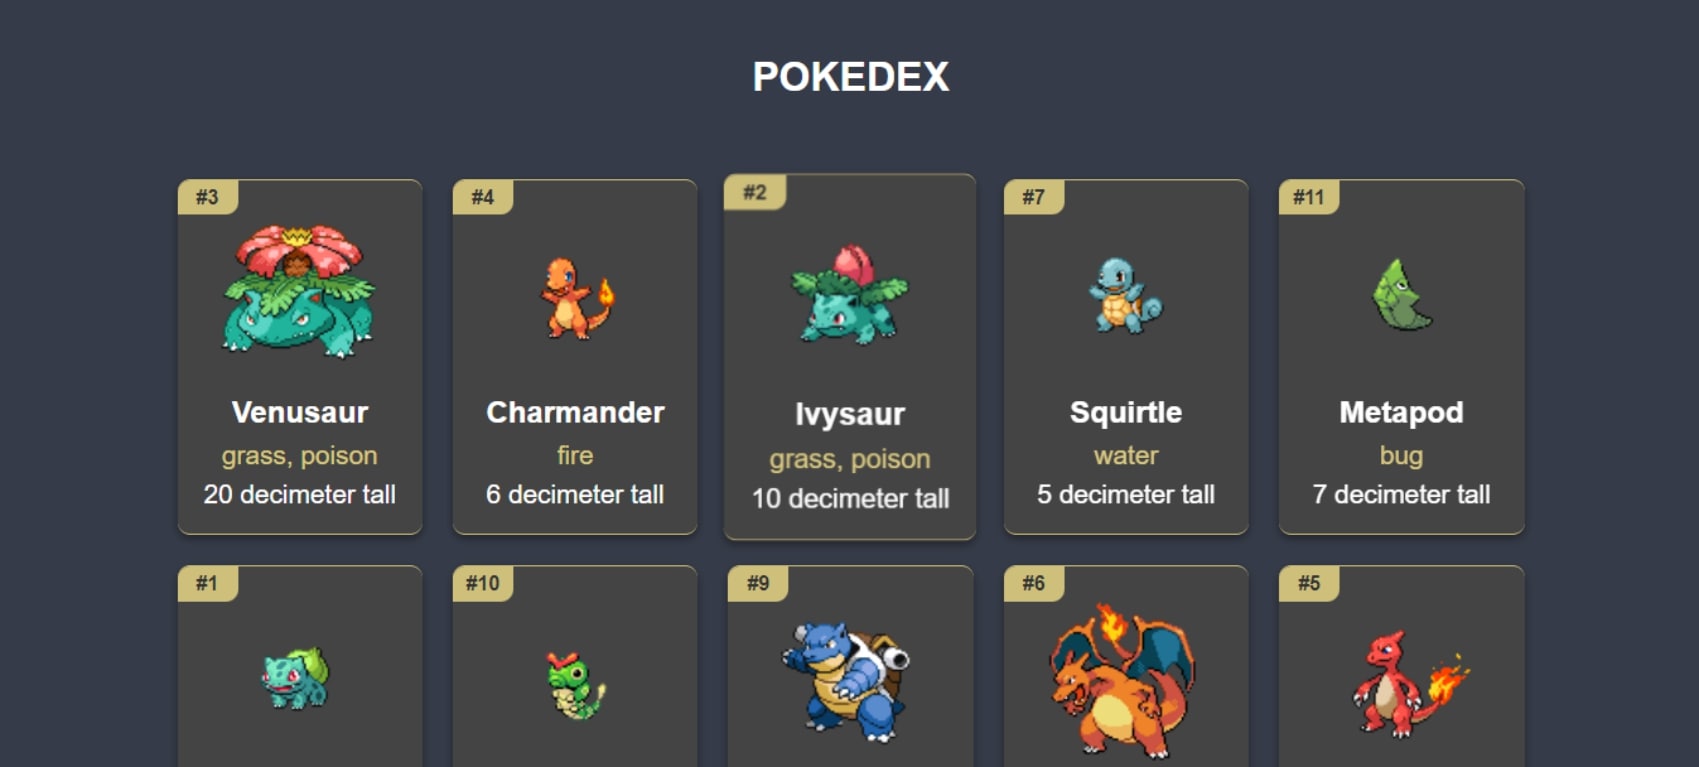 POKEDEX
#3
Venusaur
grass, poison
20 decimeter tall
#4
Charmander
fire
6 decimeter tall
#2
Ivysaur
grass, poison
10 decimeter tall
#7
Squirtle
water
5 decimeter tall
#11
Metapod
bug
7 decimeter tall
#1
#10
#9
#6
#5